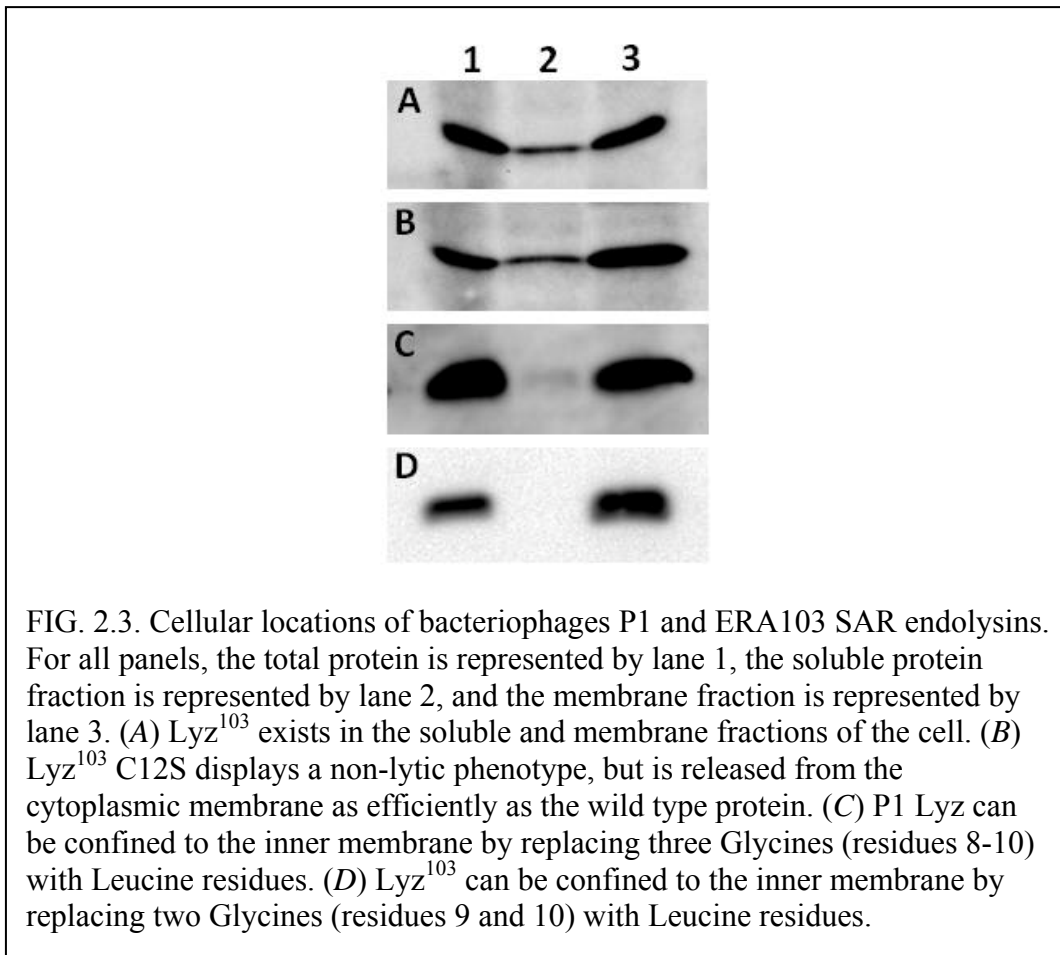 1 2 3
A
B
C
D
FIG. 2.3. Cellular locations of bacteriophages P1 and ERA103 SAR endolysins.
For all panels, the total protein is represented by lane 1, the soluble protein
fraction is represented by lane 2, and the membrane fraction is represented by
lane 3. (A) Lyz¹⁰³ exists in the soluble and membrane fractions of the cell. (B)
Lyz¹⁰³ C12S displays a non-lytic phenotype, but is released from the
cytoplasmic membrane as efficiently as the wild type protein. (C) P1 Lyz can
be confined to the inner membrane by replacing three Glycines (residues 8-10)
with Leucine residues. (D) Lyz¹⁰³ can be confined to the inner membrane by
replacing two Glycines (residues 9 and 10) with Leucine residues.